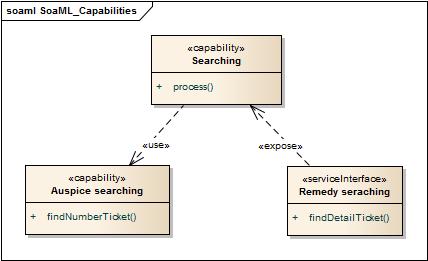 soaml SoaML_Capabilities
«capability»
Searching
+ process()
«use»
«expose»
«capability»
Auspice searching
+ findNumberTicket()
«serviceInterface»
Remedy seraching
+ findDetailTicket()